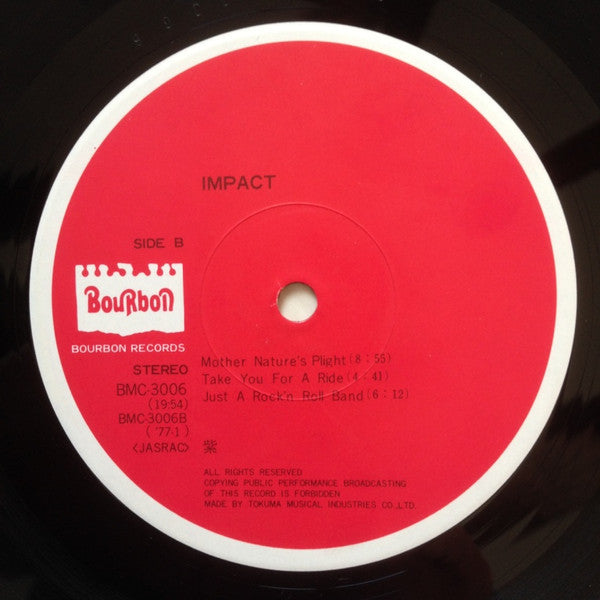 IMPACT
SIDE B
BouRboN
BOURBON RECORDS
STEREO
BMC-3006
(19:54)
BMC-3006B
('77·1)
<JASRAC>
Mother Nature's Plight(8:55)
Take You For A Ride(4:41)
Just A Rock'n Roll Band(6:12)
紫
ALL RIGHTS RESERVED
COPYING PUBLIC PERFORMANCE BROADCASTING
OF THIS RECORD IS FORBIDDEN
MADE BY TOKUMA MUSICAL INDUSTRIES CO.,LTD.